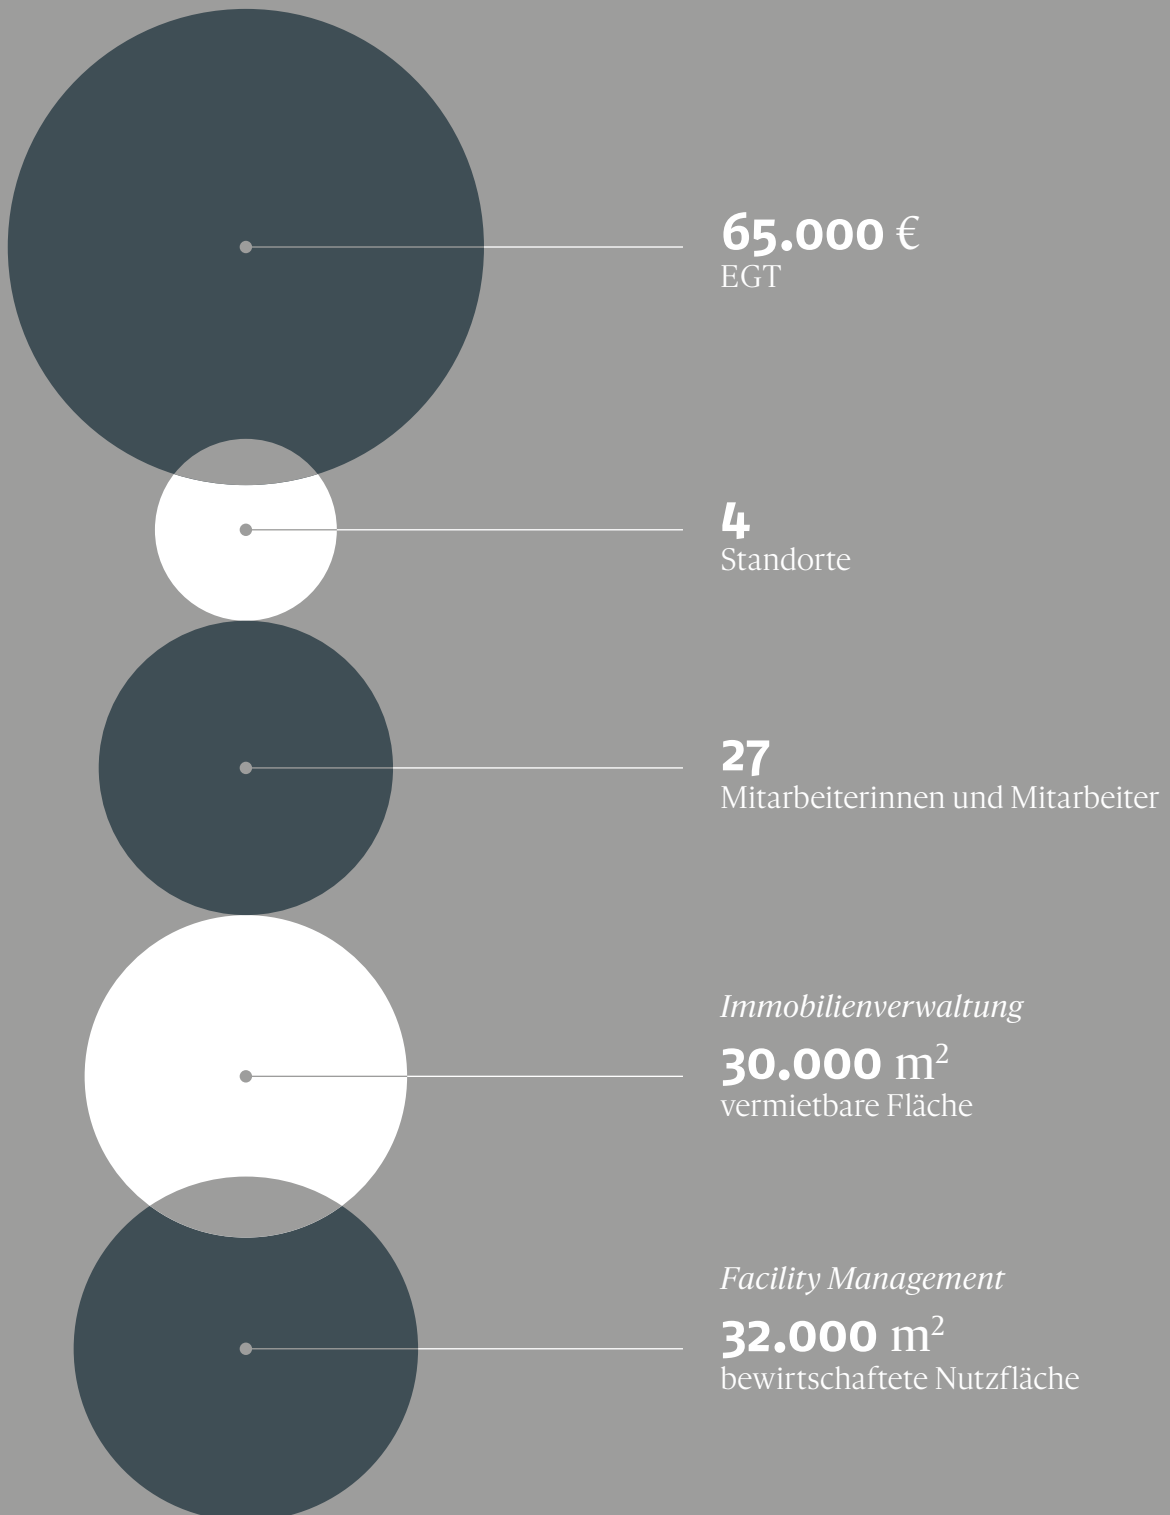 65.000 €
EGT
4
Standorte
27
Mitarbeiterinnen und Mitarbeiter
Immobilienverwaltung
30.000 m²
vermietbare Fläche
Facility Management
32.000 m²
bewirtschaftete Nutzfläche